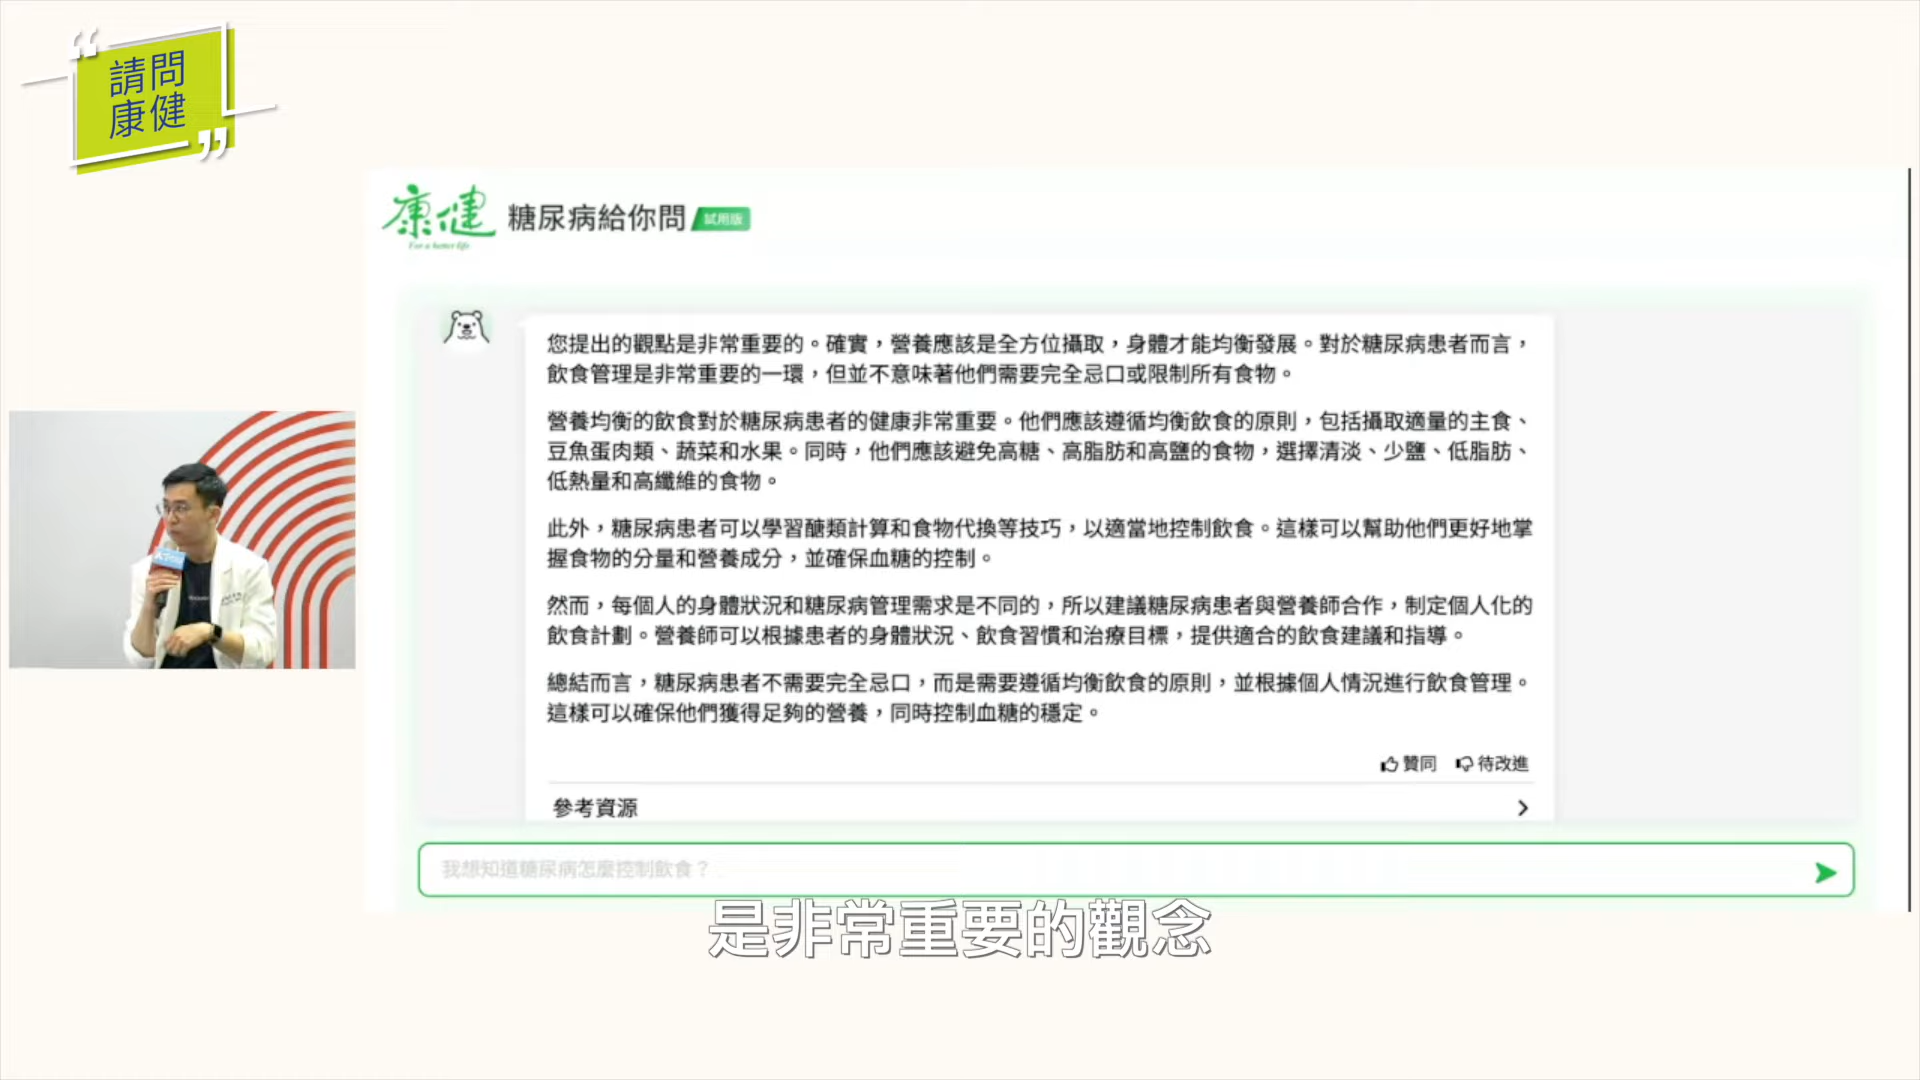 請問
康健
康健
For a better life
糖尿病給你問
試用版
您提出的觀點是非常重要的。確實，營養應該是全方位攝取，身體才能均衡發展。對於糖尿病患者而言，
飲食管理是非常重要的一環，但並不意味著他們需要完全忌口或限制所有食物。
營養均衡的飲食對於糖尿病患者的健康非常重要。他們應該遵循均衡飲食的原則，包括攝取適量的主食、
豆魚蛋肉類、蔬菜和水果。同時，他們應該避免高糖、高脂肪和高鹽的食物，選擇清淡、少鹽、低脂肪、
低熱量和高纖維的食物。
此外，糖尿病患者可以學習醣類計算和食物代換等技巧，以適當地控制飲食。這樣可以幫助他們更好地掌
握食物的分量和營養成分，並確保血糖的控制。
然而，每個人的身體狀況和糖尿病管理需求是不同的，所以建議糖尿病患者與營養師合作，制定個人化的
飲食計劃。營養師可以根據患者的身體狀況、飲食習慣和治療目標，提供適合的飲食建議和指導。
總結而言，糖尿病患者不需要完全忌口，而是需要遵循均衡飲食的原則，並根據個人情況進行飲食管理。
這樣可以確保他們獲得足夠的營養，同時控制血糖的穩定。
贊同 待改進
參考資源
我想知道糖尿病怎麼控制飲食？
是非常重要的觀念